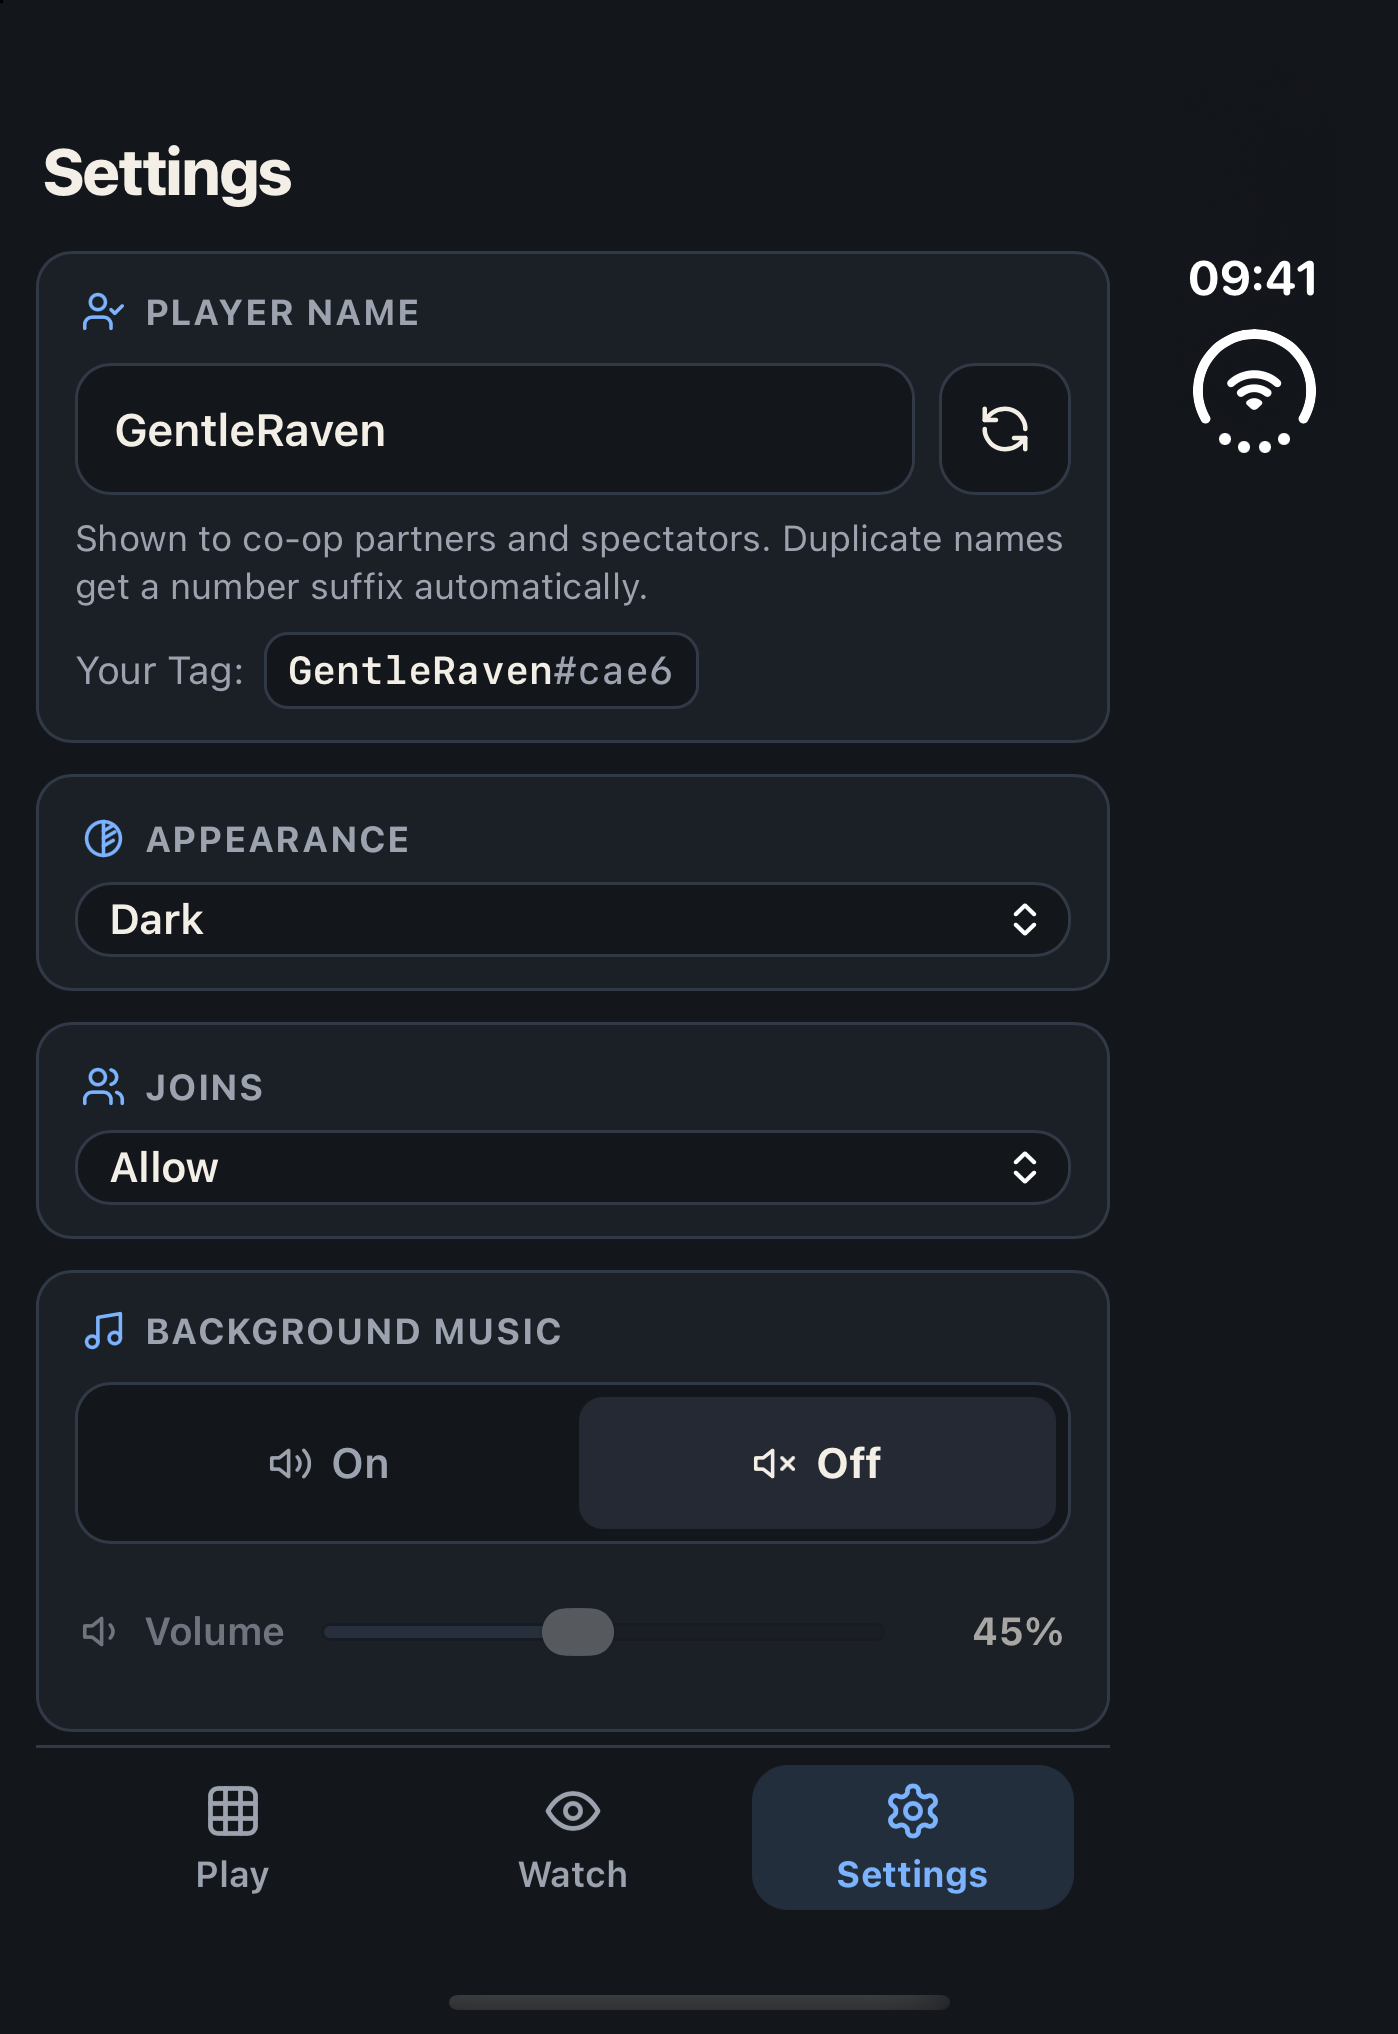 Settings
09:41
PLAYER NAME
GentleRaven
Shown to co-op partners and spectators. Duplicate names
get a number suffix automatically.
Your Tag: GentleRaven#cae6
APPEARANCE
Dark
JOINS
Allow
BACKGROUND MUSIC
On Off
Volume 45%
Play Watch Settings